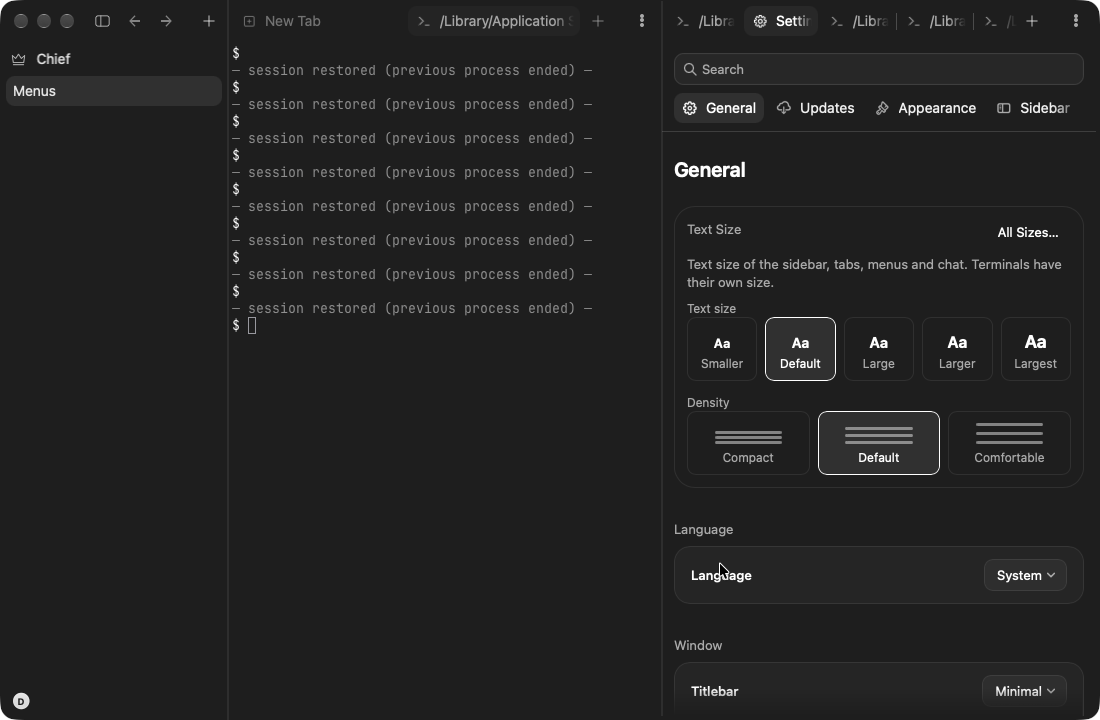 New Tab
/Library/Application
/Libra
Settin
/Libra
/Libra
Chief
Menus
D
$
— session restored (previous process ended) —
$
— session restored (previous process ended) —
$
— session restored (previous process ended) —
$
— session restored (previous process ended) —
$
— session restored (previous process ended) —
$
— session restored (previous process ended) —
$
— session restored (previous process ended) —
$
— session restored (previous process ended) —
$
Search
General Updates Appearance Sidebar
General
Text Size
All Sizes...
Text size of the sidebar, tabs, menus and chat. Terminals have
their own size.
Text size
Aa Aa Aa Aa Aa
Smaller Default Large Larger Largest
Density
Compact Default Comfortable
Language
Language System
Window
Titlebar Minimal